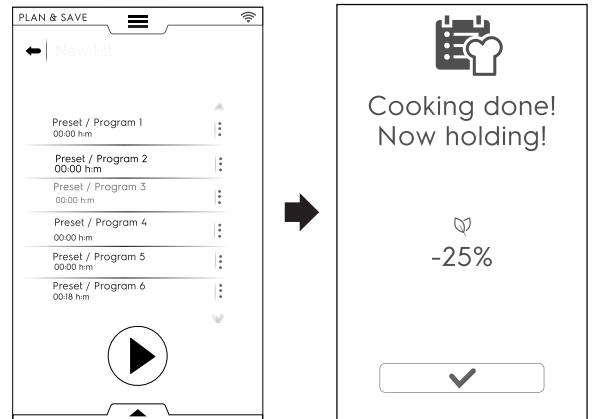 PLAN & SAVE
New list
Preset / Program 1
00:00 h:m
Preset / Program 2
00:00 h:m
Preset / Program 3
00:00 h:m
Preset / Program 4
00:00 h:m
Preset / Program 5
00:00 h:m
Preset / Program 6
00:18 h:m
Cooking done!
Now holding!
-25%